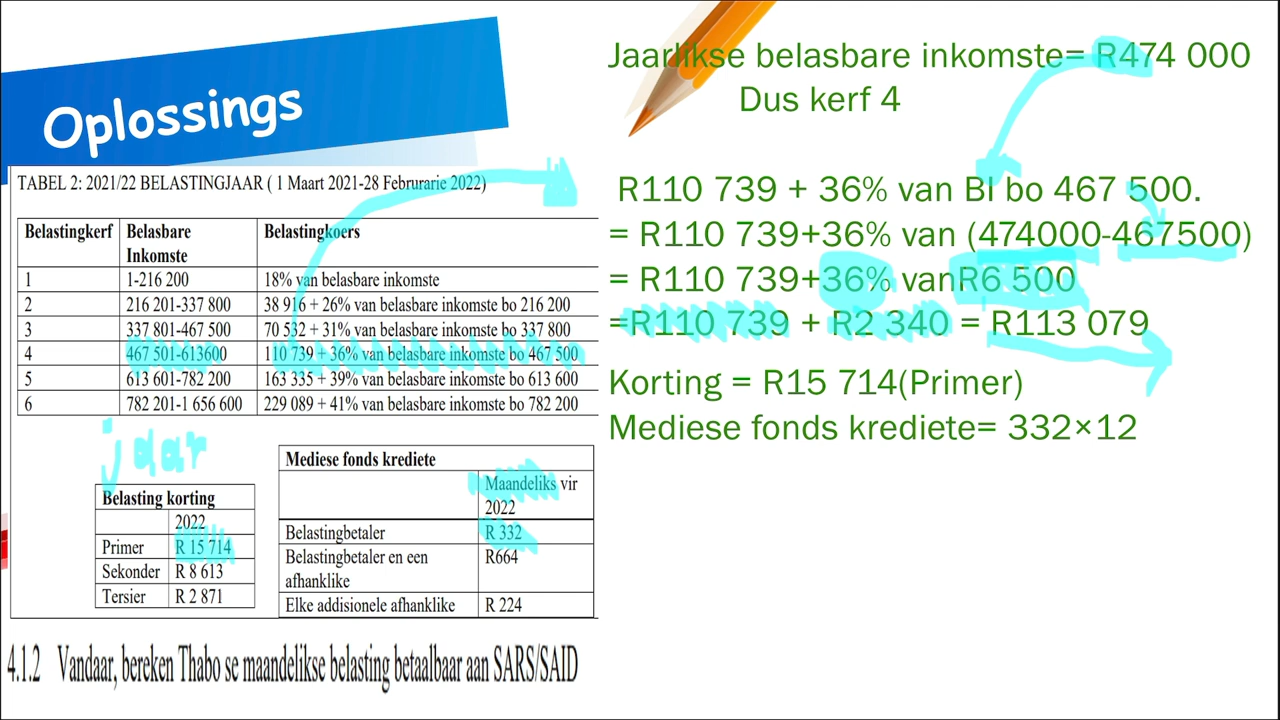 Oplossings
TABEL 2: 2021/22 BELASTINGJAAR ( 1 Maart 2021-28 Februrarie 2022)
Belastingkerf Belasbare Inkomste Belastingkoers
1 1-216 200 18% van belasbare inkomste
2 216 201-337 800 38 916 + 26% van belasbare inkomste bo 216 200
3 337 801-467 500 70 532 + 31% van belasbare inkomste bo 337 800
4 467 501-613600 110 739 + 36% van belasbare inkomste bo 467 500
5 613 601-782 200 163 335 + 39% van belasbare inkomste bo 613 600
6 782 201-1 656 600 229 089 + 41% van belasbare inkomste bo 782 200
jaar
Belasting korting
2022
Primer R 15 714
Sekonder R 8 613
Tersier R 2 871
Mediese fonds krediete
Maandeliks vir
2022
Belastingbetaler R 332
Belastingbetaler en een R664
afhanklike
Elke addisionele afhanklike R 224
4.1.2 Vandaar, bereken Thabo se maandelikse belasting betaalbaar aan SARS/SAID
Jaarlikse belasbare inkomste= R474 000
Dus kerf 4
R110 739 + 36% van BI bo 467 500.
= R110 739+36% van (474000-467500)
= R110 739+36% vanR6 500
=R110 739 + R2 340 = R113 079
Korting = R15 714(Primer)
Mediese fonds krediete= 332×12